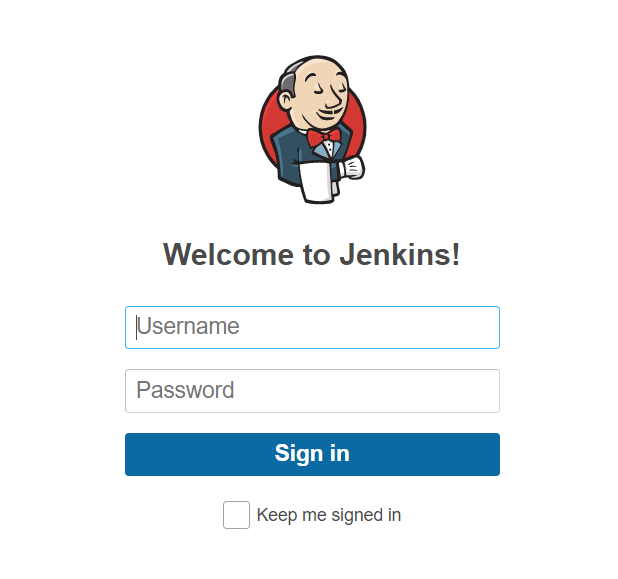 Welcome to Jenkins!
Username
Password
Sign in
Keep me signed in